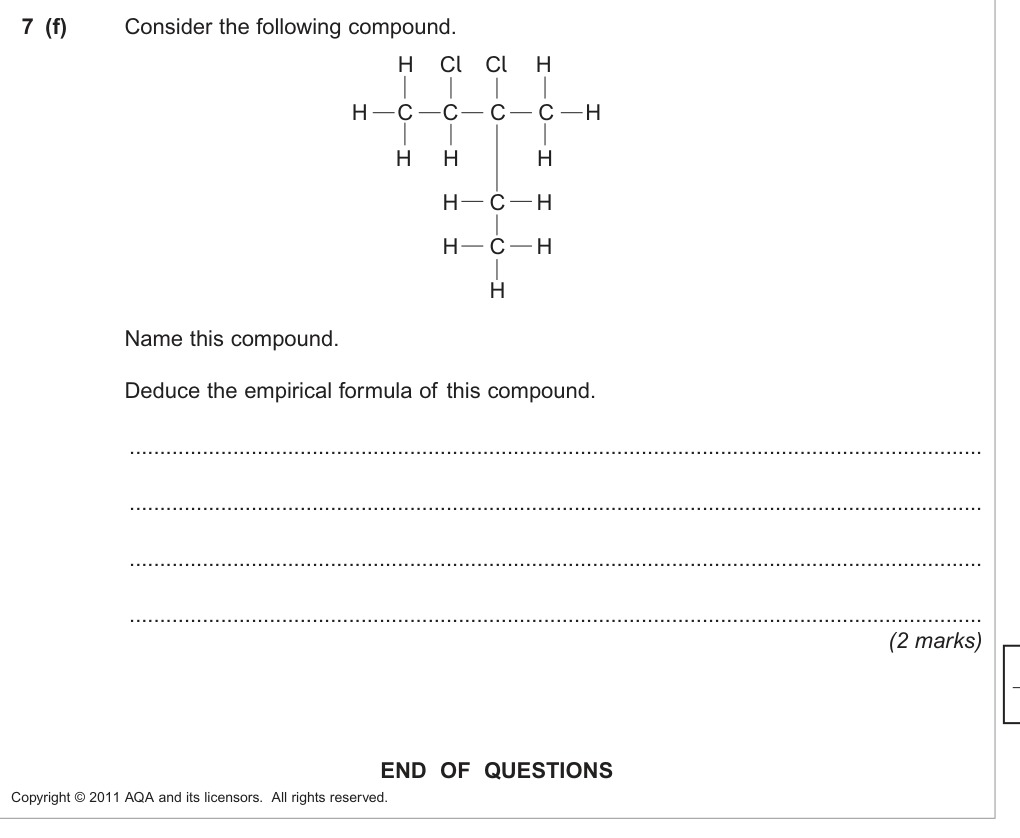 7 (f) Consider the following compound.
H Cl Cl H
H — C — C — C — C — H
H H H
H — C — H
H — C — H
H
Name this compound.
Deduce the empirical formula of this compound.
(2 marks)
END OF QUESTIONS
Copyright © 2011 AQA and its licensors. All rights reserved.